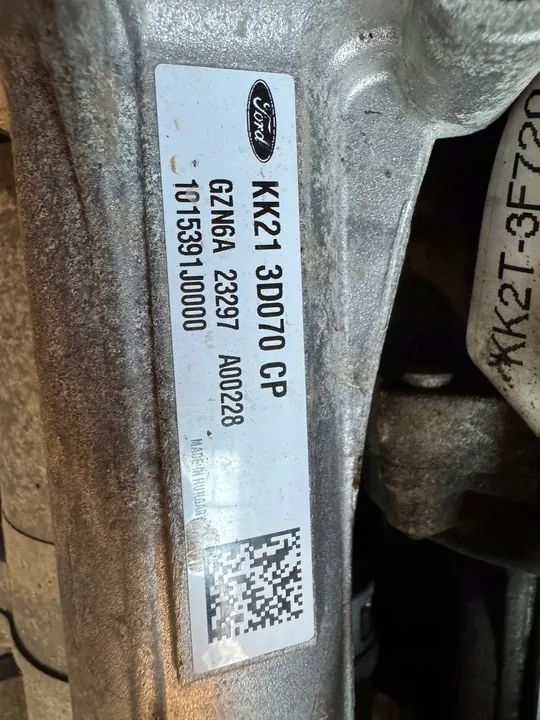 Ford
KK21 3D070 CP
GZN6A 23297 A00228
1015391J0000
MADE IN HUNGARY
*KK2T-3F720